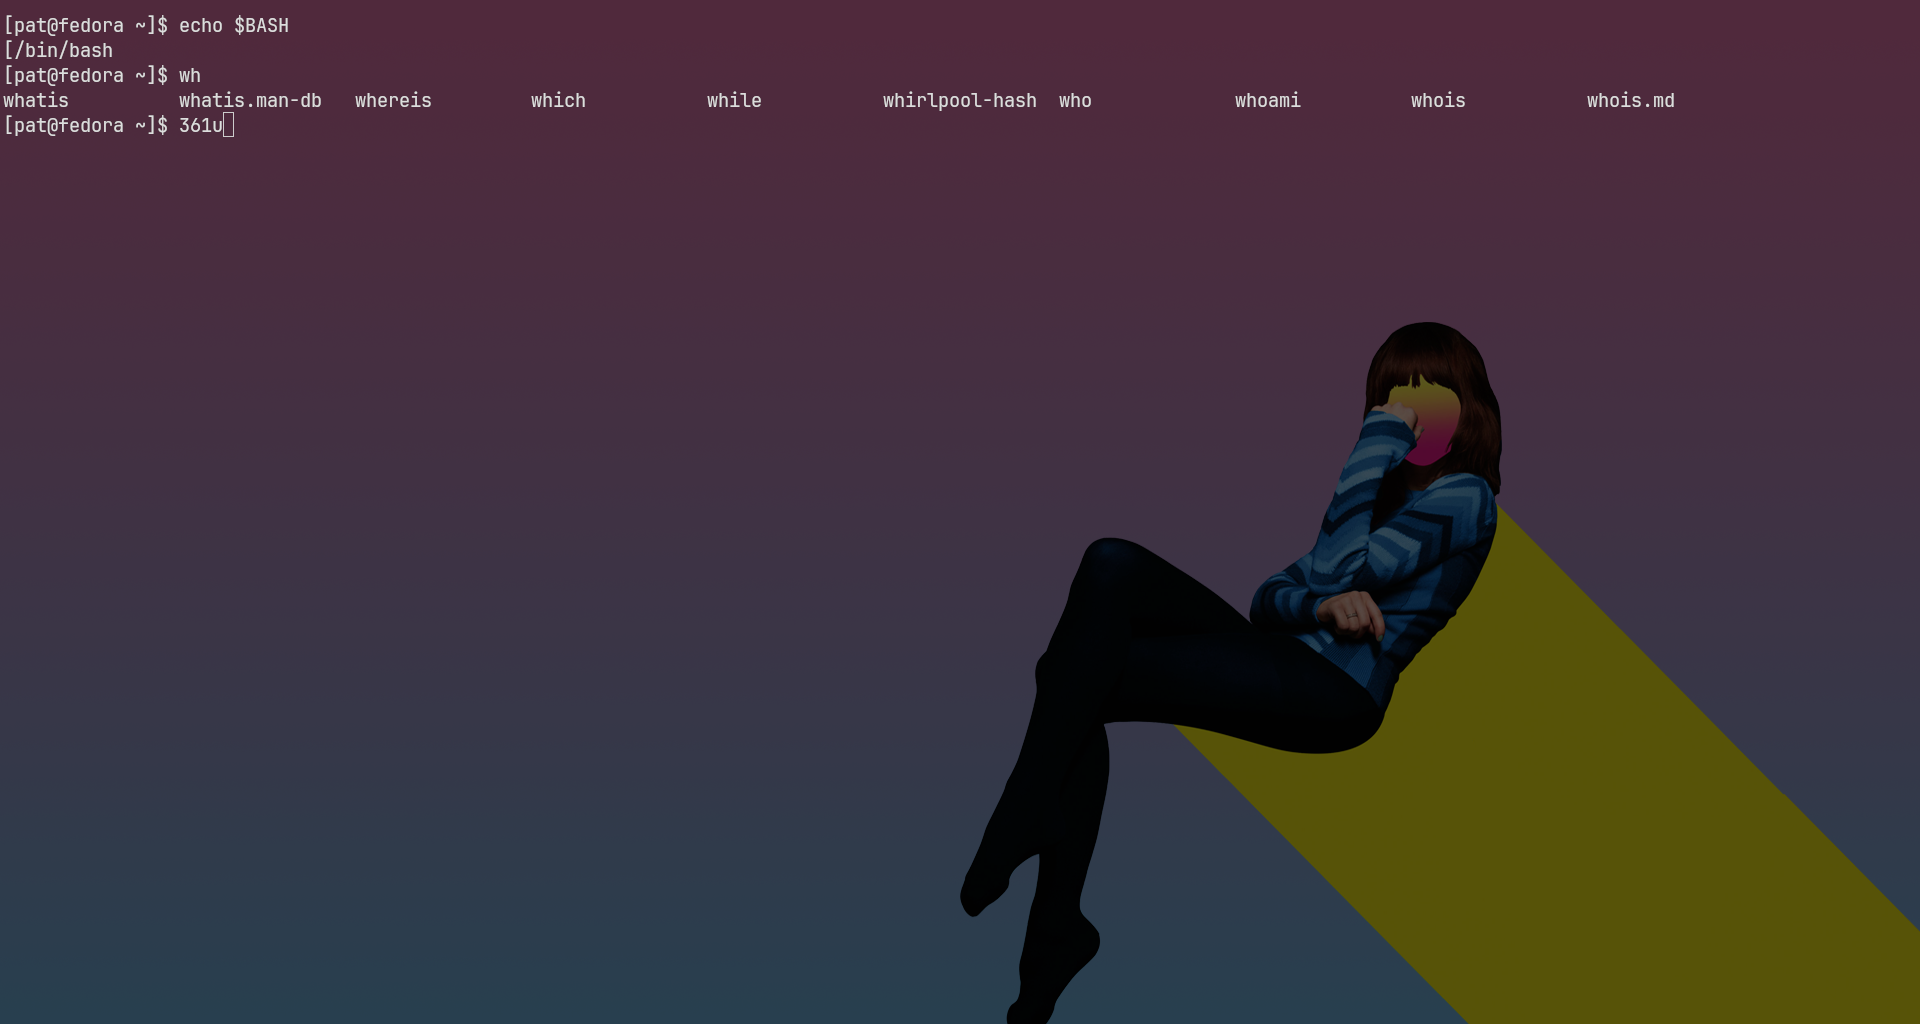 [pat@fedora ~]$ echo $BASH
[/bin/bash
[pat@fedora ~]$ wh
whatis whatis.man-db whereis which while whirlpool-hash who whoami whois whois.md
[pat@fedora ~]$ 361u